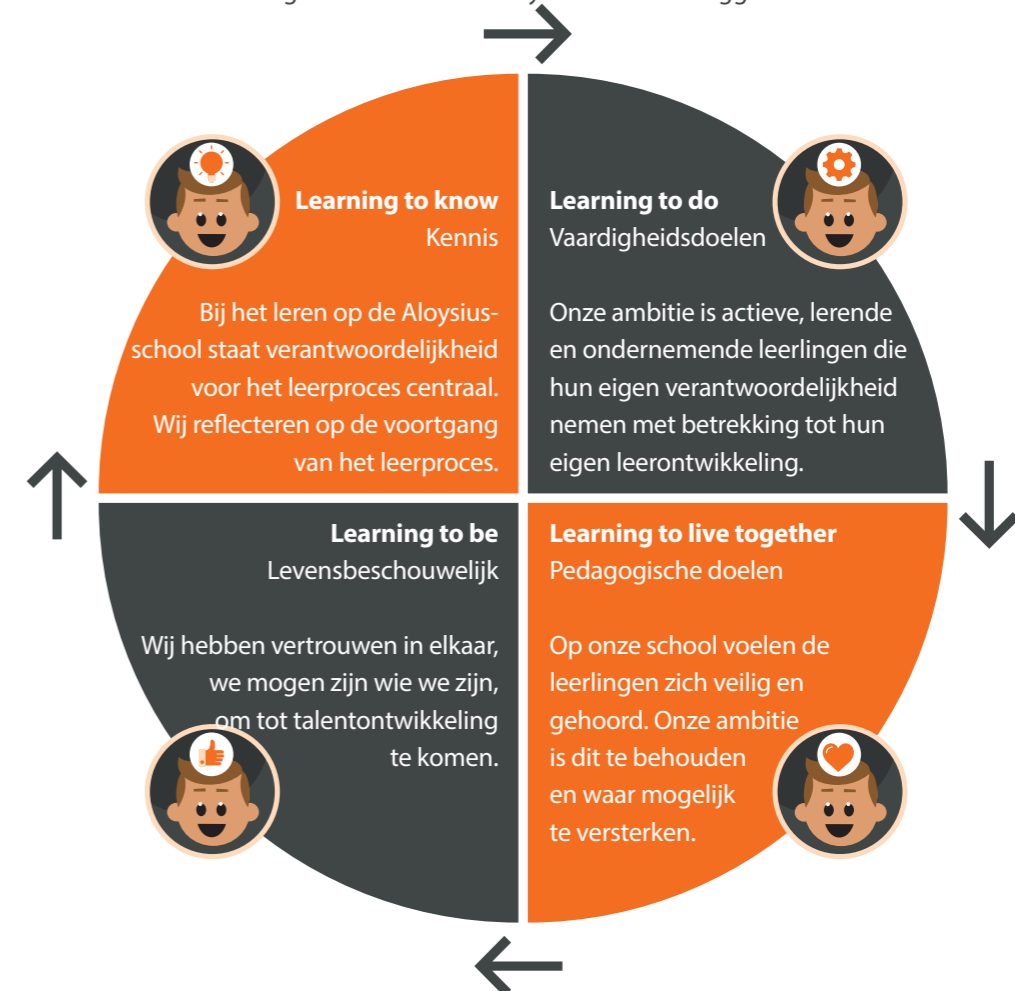 Learning to know
Kennis
Bij het leren op de Aloysius-
school staat verantwoordelijkheid
voor het leerproces centraal.
Wij reflecteren op de voortgang
van het leerproces.
Learning to do
Vaardigheidsdoelen
Onze ambitie is actieve, lerende
en ondernemende leerlingen die
hun eigen verantwoordelijkheid
nemen met betrekking tot hun
eigen leerontwikkeling.
Learning to be
Levensbeschouwelijk
Wij hebben vertrouwen in elkaar,
we mogen zijn wie we zijn,
om tot talentontwikkeling
te komen.
Learning to live together
Pedagogische doelen
Op onze school voelen de
leerlingen zich veilig en
gehoord. Onze ambitie
is dit te behouden
en waar mogelijk
te versterken.